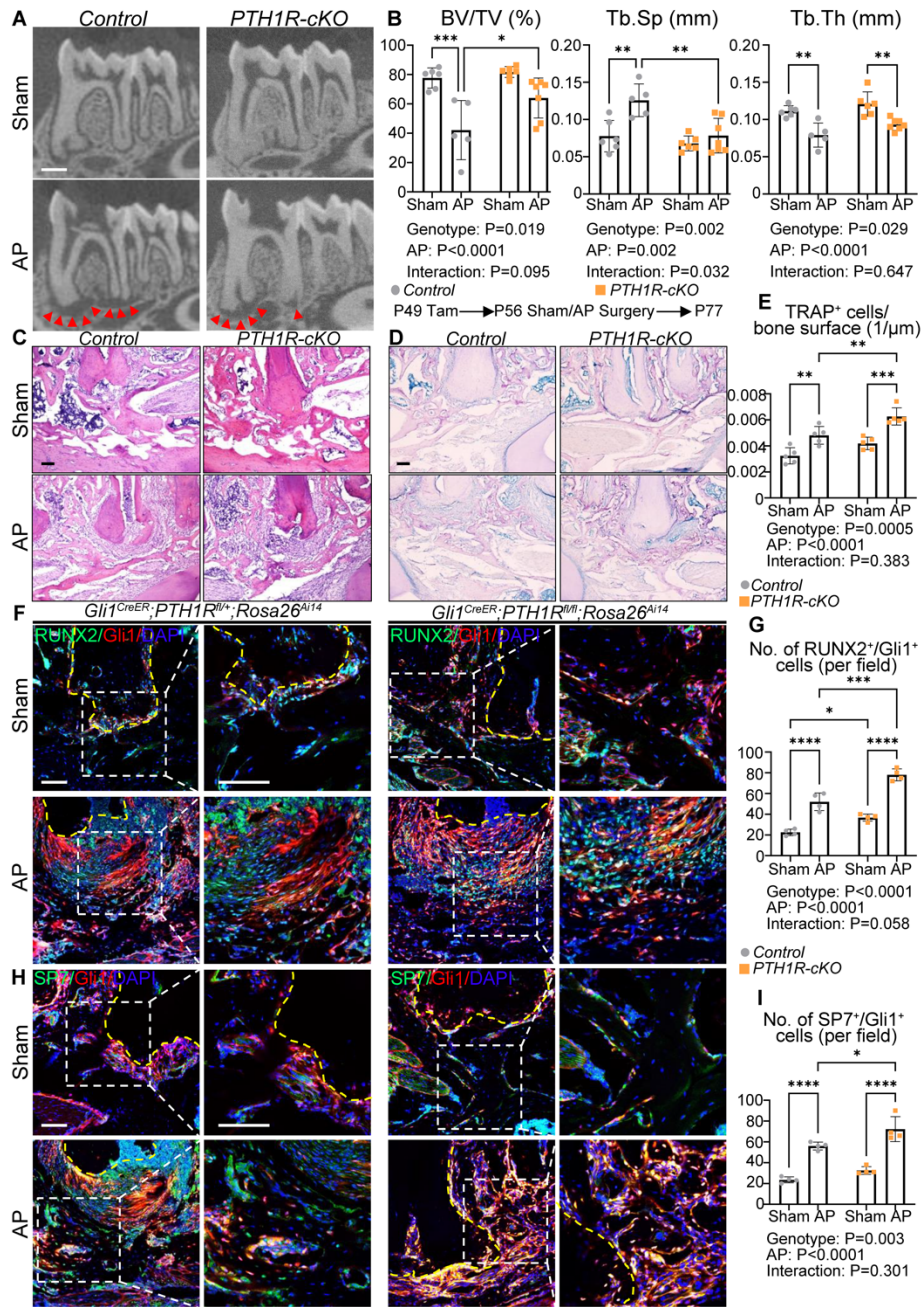 A
Control
PTH1R-cKO
Sham
AP
B
BV/TV (%)
***
*
100
80
60
40
20
0
Sham AP
Sham AP
Genotype: P=0.019
AP: P<0.0001
Interaction: P=0.095
Tb.Sp (mm)
**
**
0.20
0.15
0.10
0.05
0.00
Sham AP
Sham AP
Genotype: P=0.002
AP: P=0.002
Interaction: P=0.032
Tb.Th (mm)
**
**
0.20
0.15
0.10
0.05
0.00
Sham AP
Sham AP
Genotype: P=0.029
AP: P<0.0001
Interaction: P=0.647
Control
PTH1R-cKO
P49 Tam
P56 Sham/AP Surgery
P77
C
Control
PTH1R-cKO
Sham
AP
D
Control
PTH1R-cKO
Sham
AP
E
TRAP⁺ cells/
bone surface (1/μm)
**
**
***
0.008
0.006
0.004
0.002
0.000
Sham AP
Sham AP
Genotype: P=0.0005
AP: P<0.0001
Interaction: P=0.383
Control
PTH1R-cKO
Gli1CreER;PTH1Rfl/+;Rosa26Ai14
Gli1CreER;PTH1Rfl/fl;Rosa26Ai14
F
RUNX2/Gli1/DAPI
RUNX2/Gli1/DAPI
Sham
AP
G
No. of RUNX2⁺/Gli1⁺
cells (per field)
***
*
****
****
100
80
60
40
20
0
Sham AP
Sham AP
Genotype: P<0.0001
AP: P<0.0001
Interaction: P=0.058
Control
PTH1R-cKO
H
SP7/Gli1/DAPI
SP7/Gli1/DAPI
Sham
AP
I
No. of SP7⁺/Gli1⁺
cells (per field)
*
****
****
100
80
60
40
20
0
Sham AP
Sham AP
Genotype: P=0.003
AP: P<0.0001
Interaction: P=0.301